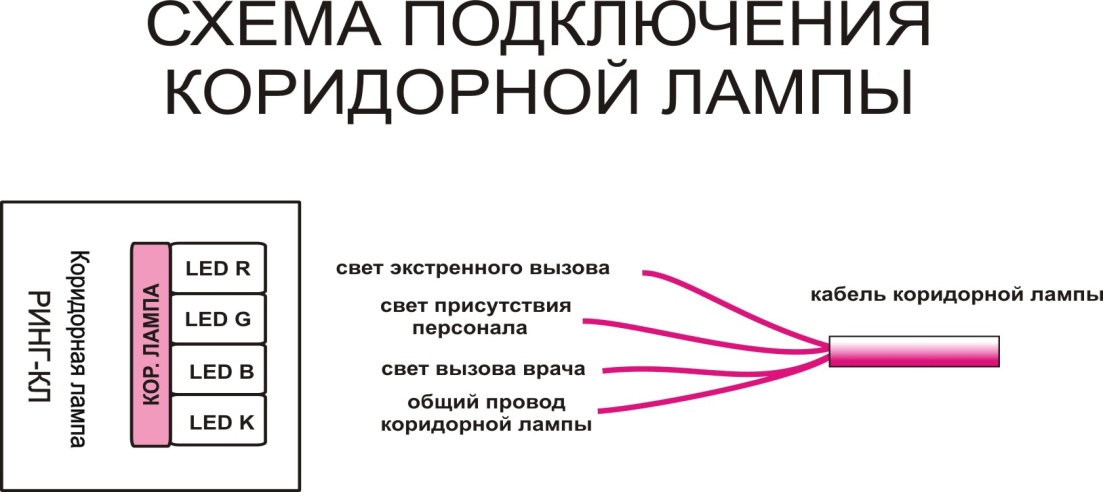 СХЕМА ПОДКЛЮЧЕНИЯ
КОРИДОРНОЙ ЛАМПЫ
Коридорная лампа
РИНГ-КЛ
КОР. ЛАМПА
LED R
LED G
LED B
LED K
свет экстренного вызова
свет присутствия
персонала
свет вызова врача
общий провод
коридорной лампы
кабель коридорной лампы